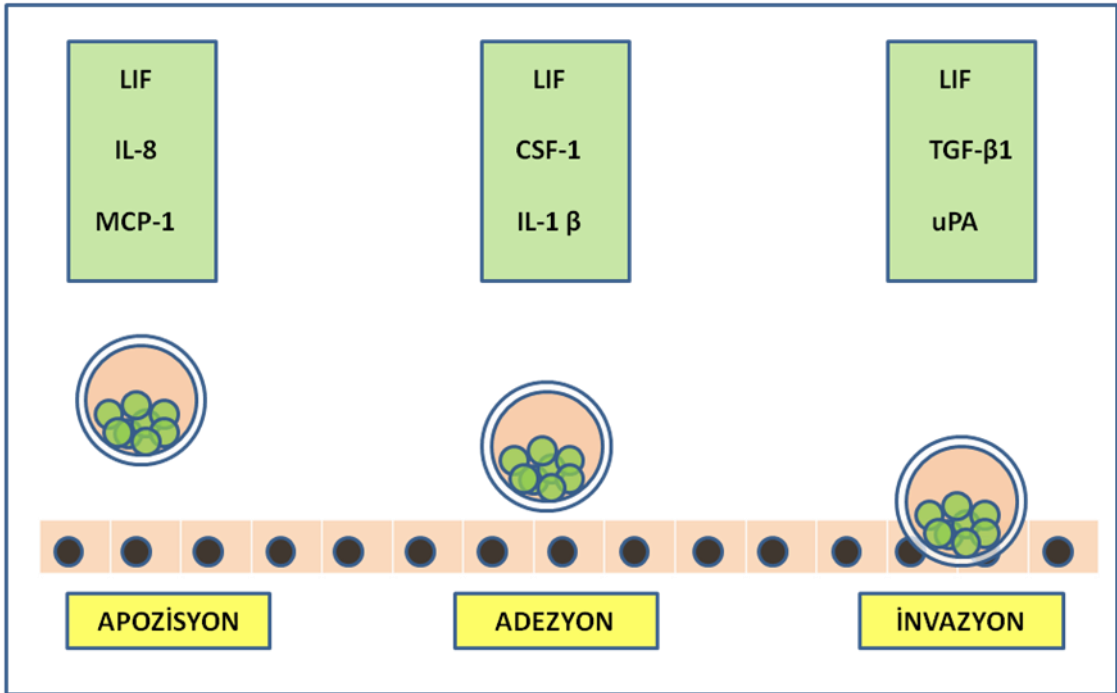 LIF
IL-8
MCP-1
LIF
CSF-1
IL-1 β
LIF
TGF-β1
uPA
APOZİSYON
ADEZYON
İNVAZYON